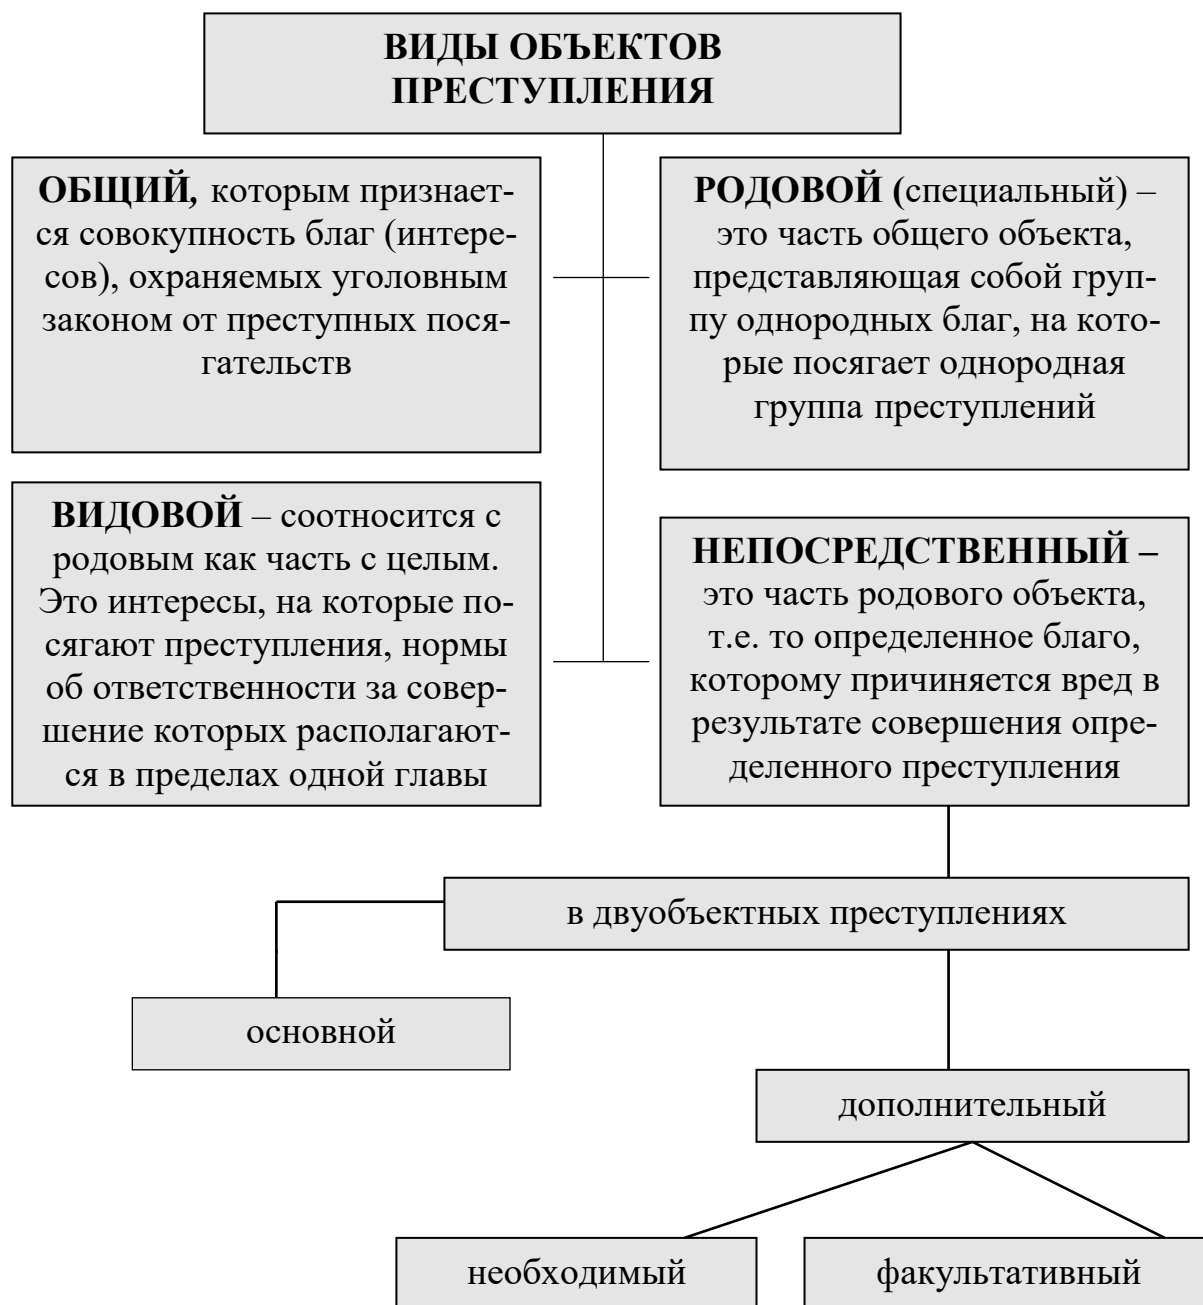 ВИДЫ ОБЪЕКТОВ
ПРЕСТУПЛЕНИЯ
ОБЩИЙ, которым признает-
ся совокупность благ (интере-
сов), охраняемых уголовным
законом от преступных пося-
гательств
РОДОВОЙ (специальный) –
это часть общего объекта,
представляющая собой груп-
пу однородных благ, на кото-
рые посягает однородная
группа преступлений
ВИДОВОЙ – соотносится с
родовым как часть с целым.
Это интересы, на которые по-
сягают преступления, нормы
об ответственности за совер-
шение которых располагают-
ся в пределах одной главы
НЕПОСРЕДСТВЕННЫЙ –
это часть родового объекта,
т.е. то определенное благо,
которому причиняется вред в
результате совершения опре-
деленного преступления
в двуобъектных преступлениях
основной
дополнительный
необходимый
факультативный